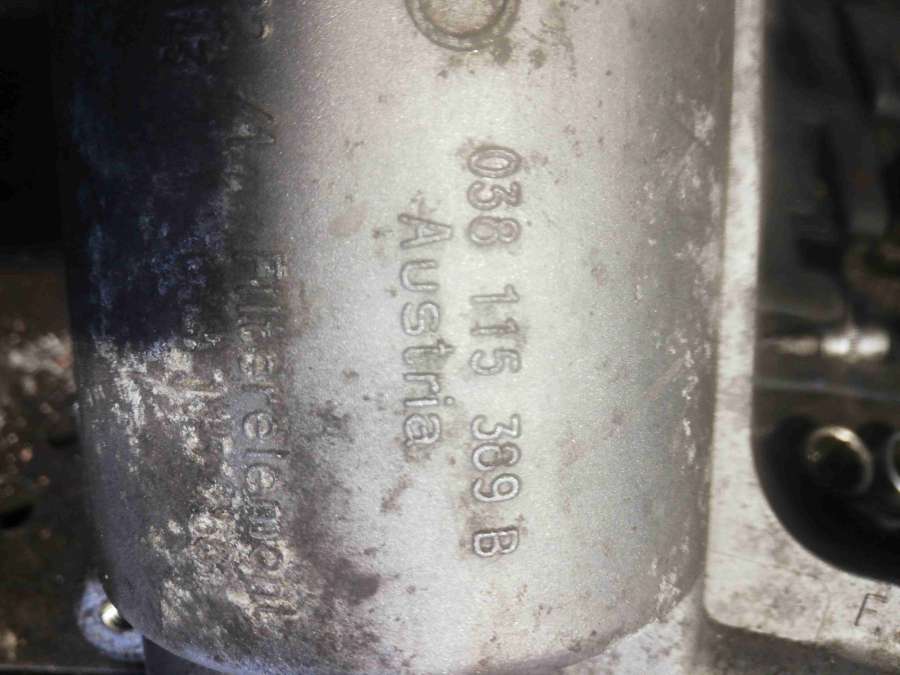 038 115 389 B
Austria
Filterelement
F